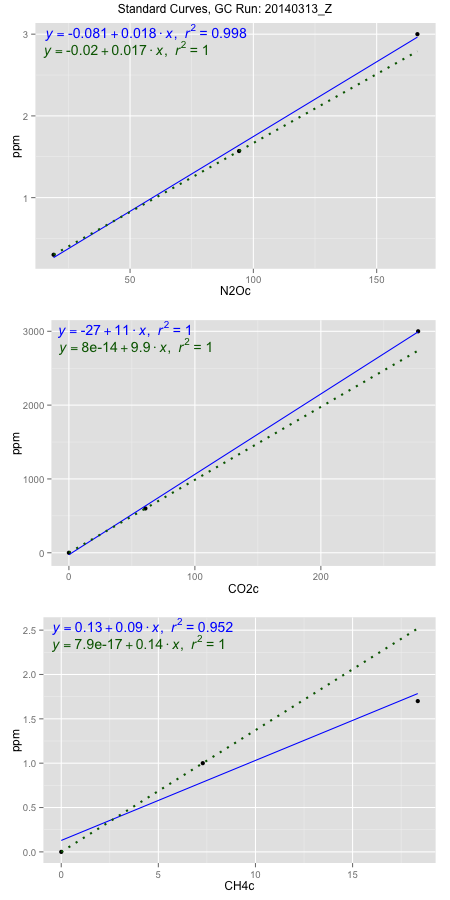 Standard Curves, GC Run: 20140313_Z
y = -0.081 + 0.018 · x, r² = 0.998
y = -0.02 + 0.017 · x, r² = 1
3
2
1
ppm
50 100 150
N2Oc
y = -27 + 11 · x, r² = 1
y = 8e-14 + 9.9 · x, r² = 1
3000
2000
1000
0
ppm
0 100 200
CO2c
y = 0.13 + 0.09 · x, r² = 0.952
y = 7.9e-17 + 0.14 · x, r² = 1
2.5
2.0
1.5
1.0
0.5
0.0
ppm
0 5 10 15
CH4c